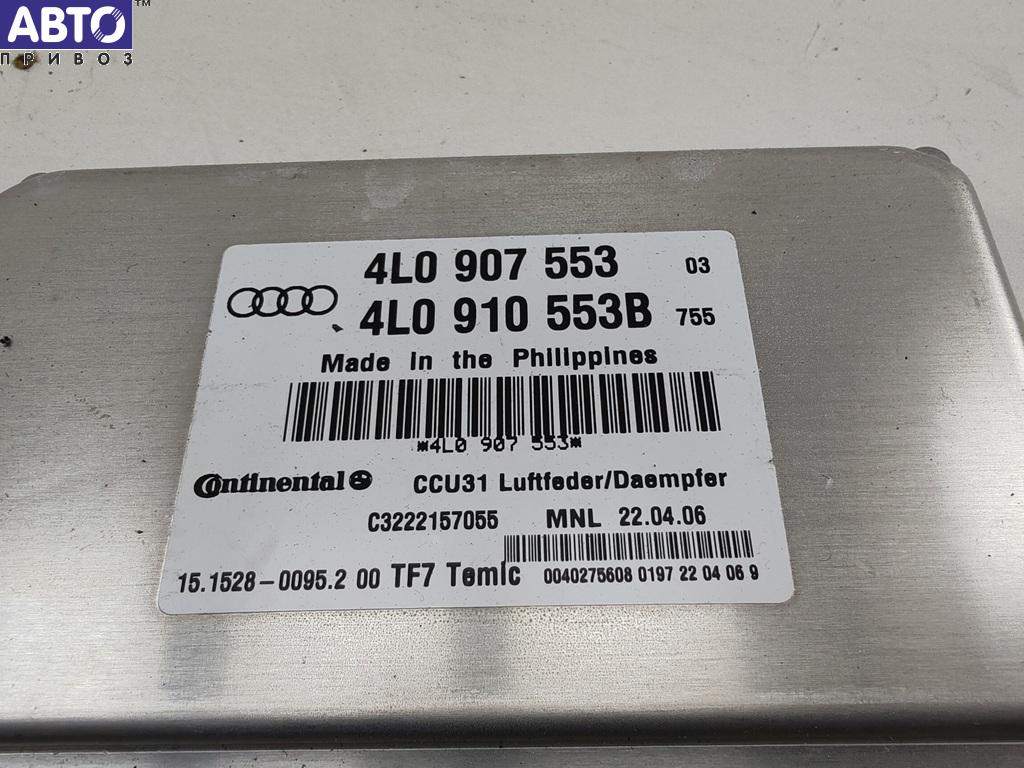 АВТО™
ПРИВОЗ
4L0 907 553 03
4L0 910 553B 755
Made in the Philippines
*4L0 907 553*
Continental CCU31 Luftfeder/Daempfer
C3222157055 MNL 22.04.06
15.1528-0095.2 00 TF7 Temic 0040275608 0197 22 04 06 9